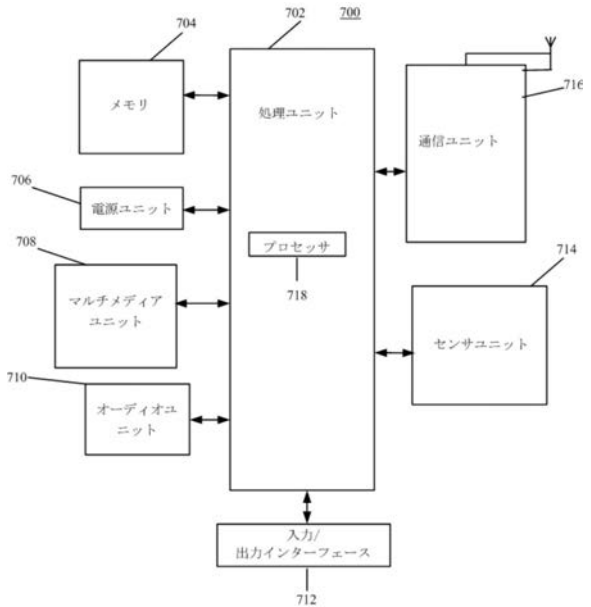 704
702
700
メモリ
処理ユニット
716
通信ユニット
706
電源ユニット
プロセッサ
718
708
マルチメディア
ユニット
714
センサユニット
710
オーディオユ
ニット
入力/
出力インターフェース
712